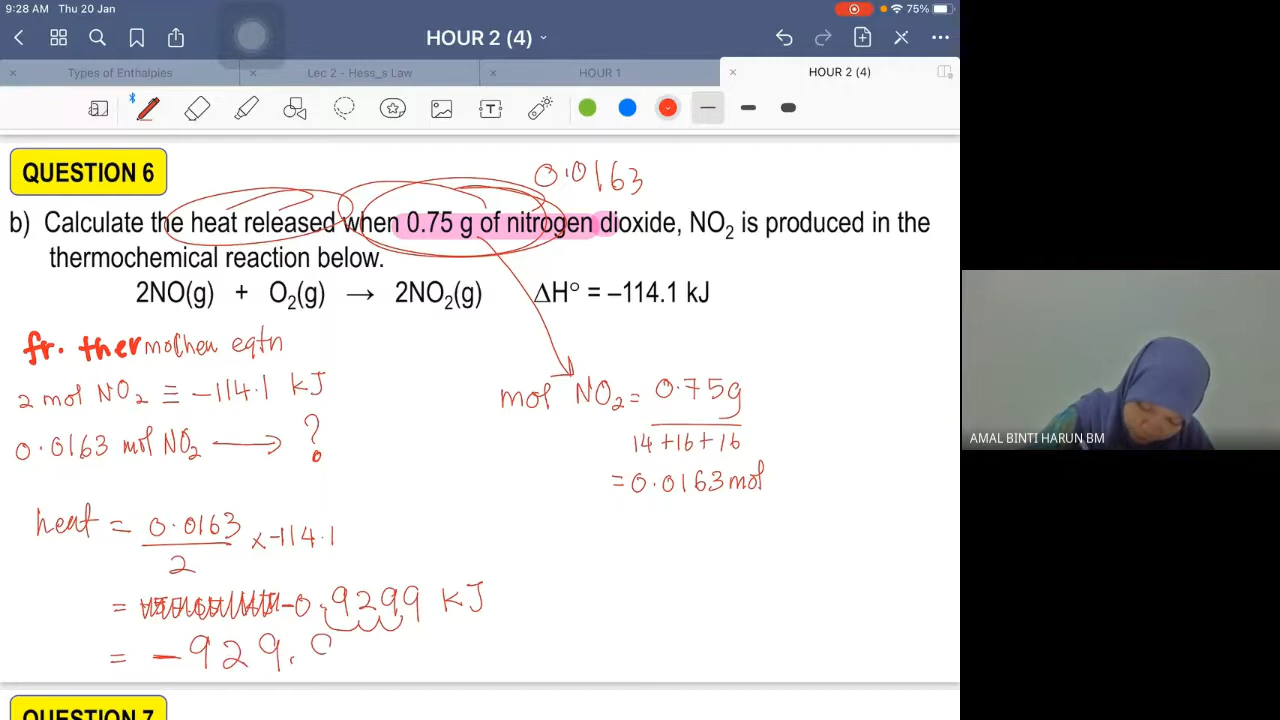 9:28 AM Thu 20 Jan
75%
HOUR 2 (4)
Types of Enthalpies
Lec 2 - Hess_s Law
HOUR 1
HOUR 2 (4)
QUESTION 6
0.0163
b) Calculate the heat released when 0.75 g of nitrogen dioxide, NO₂ is produced in the
thermochemical reaction below.
2NO(g) + O₂(g) → 2NO₂(g) ΔH° = –114.1 kJ
fr. thermochem eqtn
2 mol NO₂ ≡ -114.1 kJ
0.0163 mol NO₂ → ?
mol NO₂ = 0.75g
14 +16 + 16
= 0.0163 mol
heat = 0.0163
2
x -114.1
= -0.9299 kJ
= -929.
AMAL BINTI HARUN BM
QUESTION 7